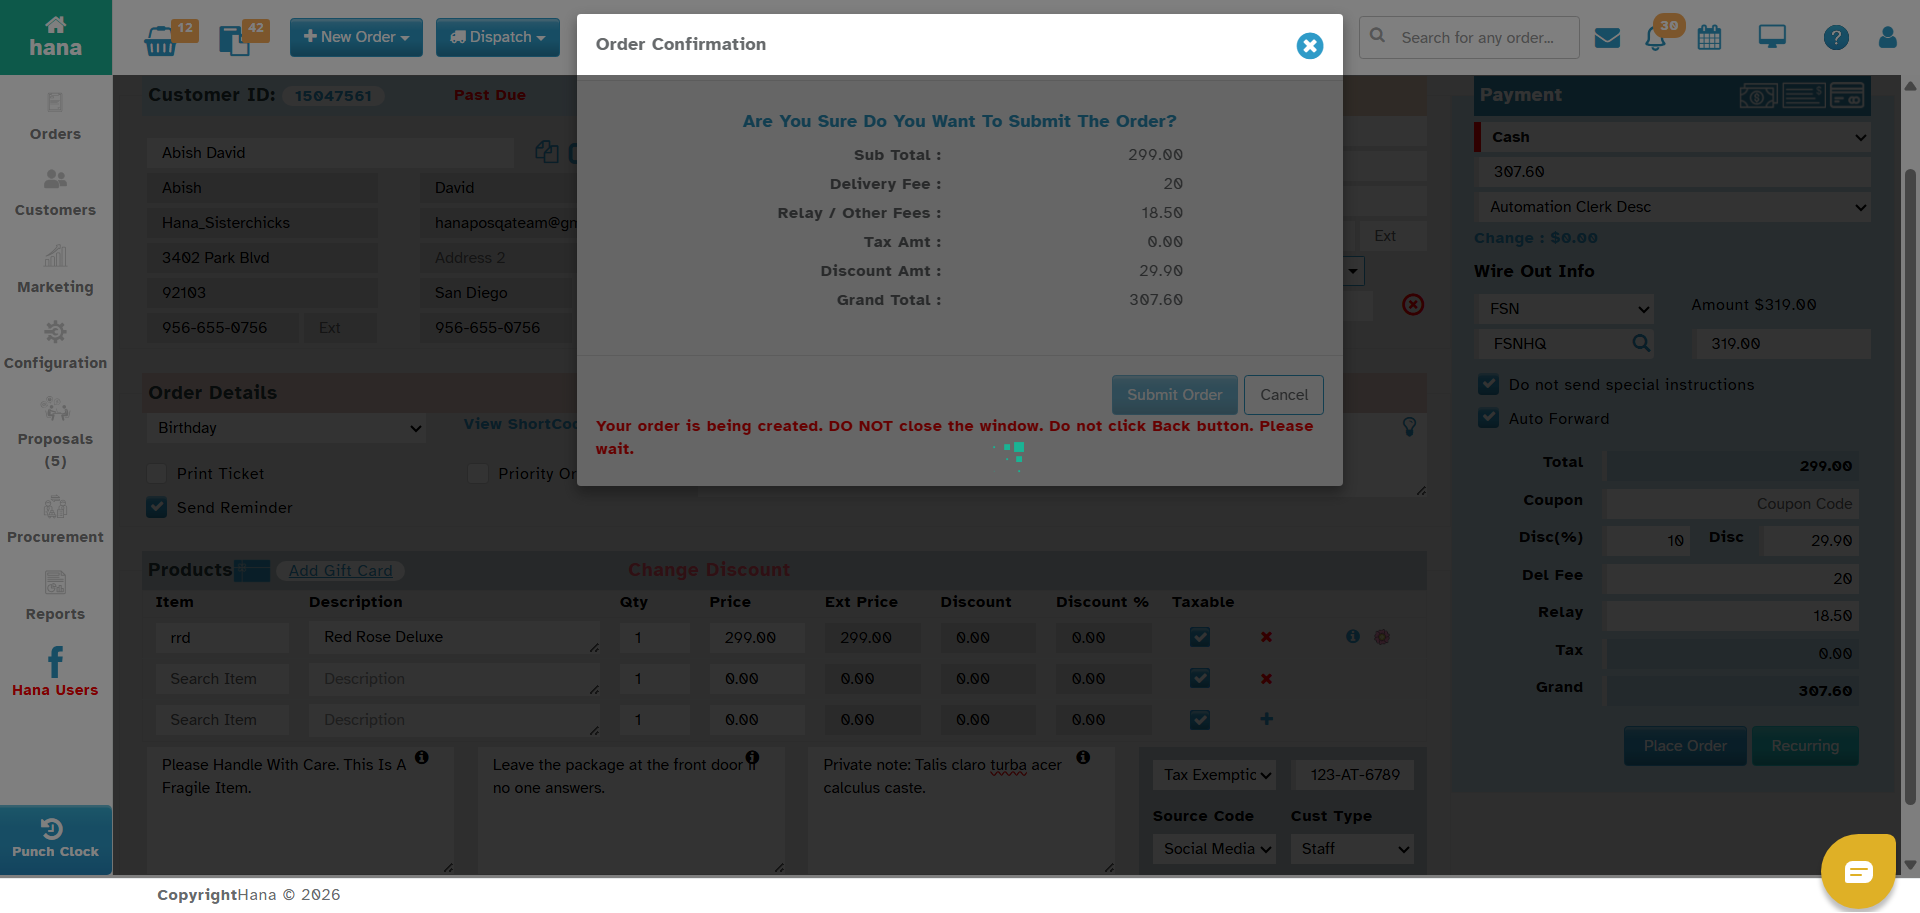 hana
12
42
New Order
Dispatch
Order Confirmation
Search for any order...
30
?
Orders
Customers
Marketing
Configuration
Proposals
(5)
Procurement
Reports
Hana Users
Punch Clock
Customer ID: 15047561
Past Due
Abish David
Abish
David
Hana_Sisterchicks
hanaposqateam@gm
3402 Park Blvd
Address 2
92103
San Diego
956-655-0756
Ext
956-655-0756
Ext
Are You Sure Do You Want To Submit The Order?
Sub Total : 299.00
Delivery Fee : 20
Relay / Other Fees : 18.50
Tax Amt : 0.00
Discount Amt : 29.90
Grand Total : 307.60
Submit Order
Cancel
Your order is being created. DO NOT close the window. Do not click Back button. Please
wait.
Order Details
Birthday
View ShortCo
Print Ticket
Priority Or
Send Reminder
Products
Add Gift Card
Change Discount
Item Description Qty Price Ext Price Discount Discount % Taxable
rrd Red Rose Deluxe 1 299.00 299.00 0.00 0.00
Search Item Description 1 0.00 0.00 0.00 0.00
Search Item Description 1 0.00 0.00 0.00 0.00
Please Handle With Care. This Is A
Fragile Item.
Leave the package at the front door if
no one answers.
Private note: Talis claro turba acer
calculus caste.
Tax Exemptic
123-AT-6789
Source Code
Cust Type
Social Media
Staff
Payment
Cash
307.60
Automation Clerk Desc
Change : $0.00
Wire Out Info
FSN
Amount $319.00
FSNHQ
319.00
Do not send special instructions
Auto Forward
Total 299.00
Coupon Coupon Code
Disc(%) 10 Disc 29.90
Del Fee 20
Relay 18.50
Tax 0.00
Grand 307.60
Place Order
Recurring
CopyrightHana © 2026